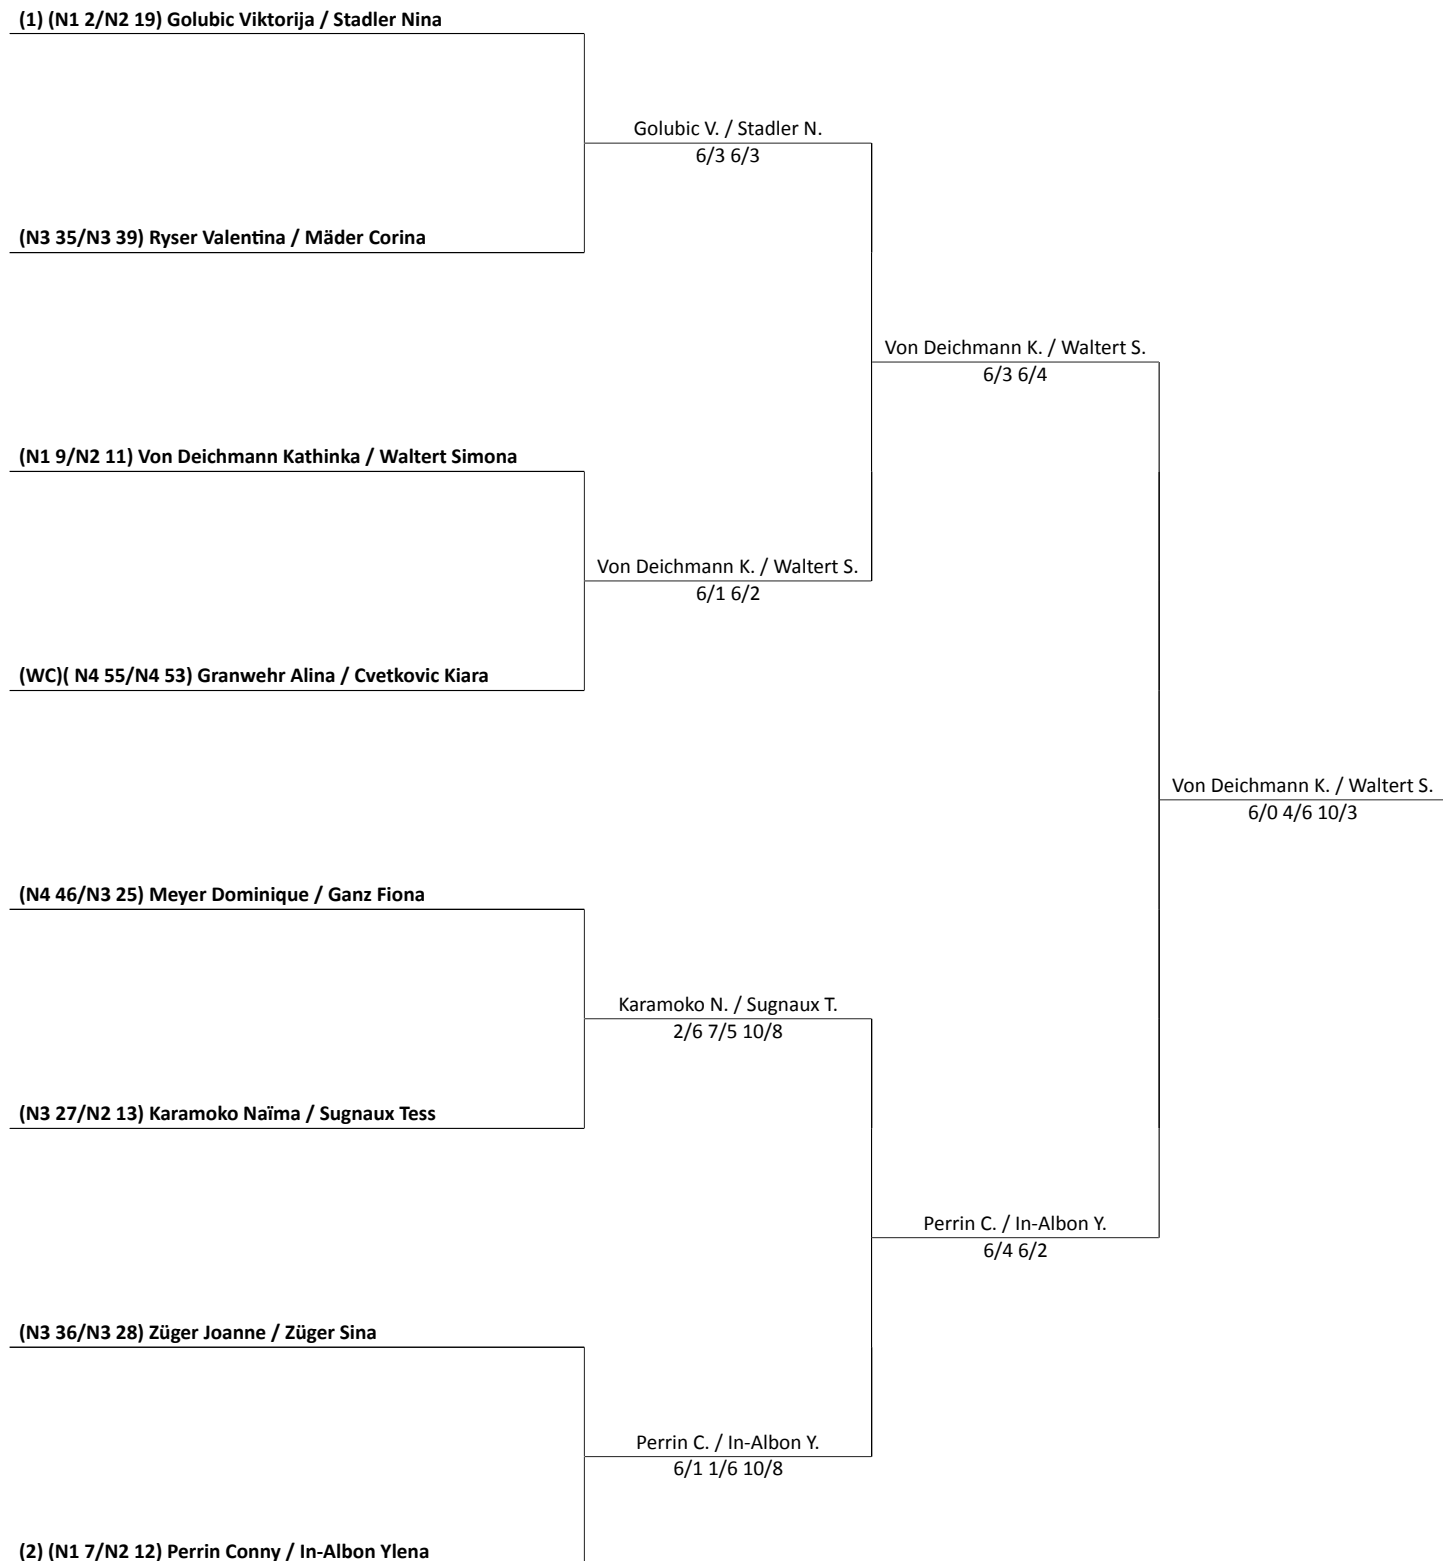 (1) (N1 2/N2 19) Golubic Viktorija / Stadler Nina
Golubic V. / Stadler N.
6/3 6/3
(N3 35/N3 39) Ryser Valentina / Mäder Corina
Von Deichmann K. / Waltert S.
6/3 6/4
(N1 9/N2 11) Von Deichmann Kathinka / Waltert Simona
Von Deichmann K. / Waltert S.
6/1 6/2
(WC)( N4 55/N4 53) Granwehr Alina / Cvetkovic Kiara
Von Deichmann K. / Waltert S.
6/0 4/6 10/3
(N4 46/N3 25) Meyer Dominique / Ganz Fiona
Karamoko N. / Sugnaux T.
2/6 7/5 10/8
(N3 27/N2 13) Karamoko Naïma / Sugnaux Tess
Perrin C. / In-Albon Y.
6/4 6/2
(N3 36/N3 28) Züger Joanne / Züger Sina
Perrin C. / In-Albon Y.
6/1 1/6 10/8
(2) (N1 7/N2 12) Perrin Conny / In-Albon Ylena